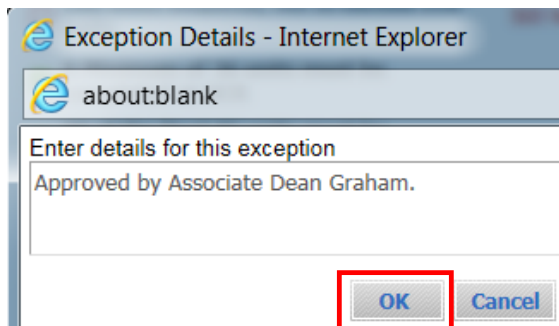 Exception Details - Internet Explorer
about:blank
Enter details for this exception
Approved by Associate Dean Graham.
OK Cancel